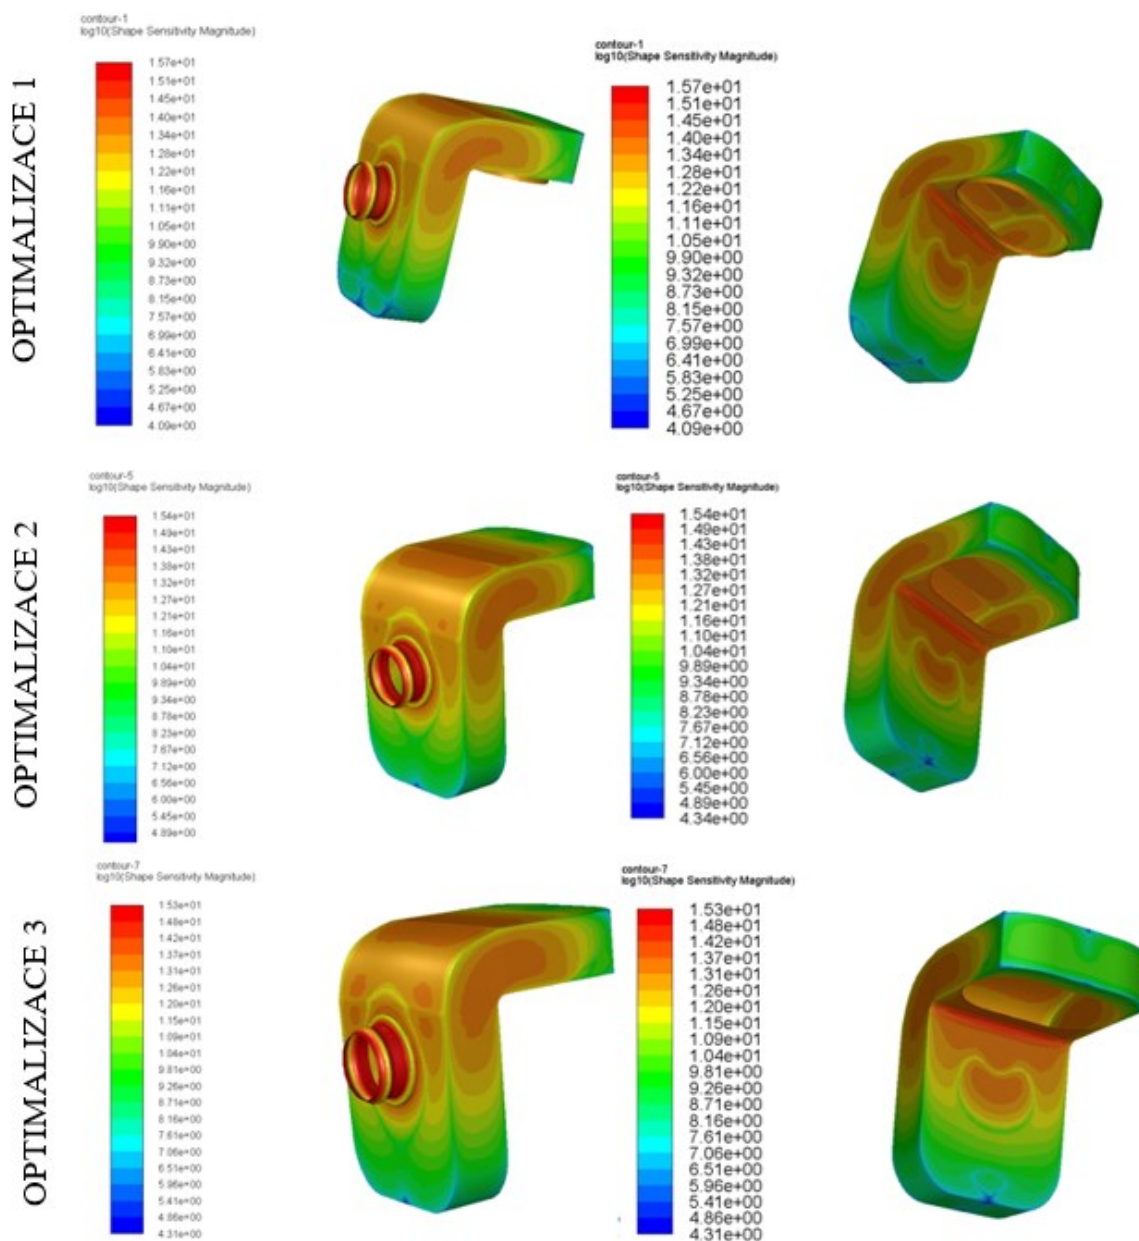 OPTIMALIZACE 1
contour-1
log10(Shape Sensitivity Magnitude)
1.57e+01
1.51e+01
1.45e+01
1.40e+01
1.34e+01
1.28e+01
1.22e+01
1.16e+01
1.11e+01
1.05e+01
9.90e+00
9.32e+00
8.73e+00
8.15e+00
7.57e+00
6.99e+00
6.41e+00
5.83e+00
5.25e+00
4.67e+00
4.09e+00
contour-1
log10(Shape Sensitivity Magnitude)
1.57e+01
1.51e+01
1.45e+01
1.40e+01
1.34e+01
1.28e+01
1.22e+01
1.16e+01
1.11e+01
1.05e+01
9.90e+00
9.32e+00
8.73e+00
8.15e+00
7.57e+00
6.99e+00
6.41e+00
5.83e+00
5.25e+00
4.67e+00
4.09e+00
OPTIMALIZACE 2
contour-5
log10(Shape Sensitivity Magnitude)
1.54e+01
1.49e+01
1.43e+01
1.38e+01
1.32e+01
1.27e+01
1.21e+01
1.16e+01
1.10e+01
1.04e+01
9.89e+00
9.34e+00
8.78e+00
8.23e+00
7.67e+00
7.12e+00
6.56e+00
6.00e+00
5.45e+00
4.89e+00
contour-5
log10(Shape Sensitivity Magnitude)
1.54e+01
1.49e+01
1.43e+01
1.38e+01
1.32e+01
1.27e+01
1.21e+01
1.16e+01
1.10e+01
1.04e+01
9.89e+00
9.34e+00
8.78e+00
8.23e+00
7.67e+00
7.12e+00
6.56e+00
6.00e+00
5.45e+00
4.89e+00
4.34e+00
OPTIMALIZACE 3
contour-7
log10(Shape Sensitivity Magnitude)
1.53e+01
1.48e+01
1.42e+01
1.37e+01
1.31e+01
1.26e+01
1.20e+01
1.15e+01
1.09e+01
1.04e+01
9.81e+00
9.26e+00
8.71e+00
8.16e+00
7.61e+00
7.06e+00
6.51e+00
5.96e+00
5.41e+00
4.86e+00
4.31e+00
contour-7
log10(Shape Sensitivity Magnitude)
1.53e+01
1.48e+01
1.42e+01
1.37e+01
1.31e+01
1.26e+01
1.20e+01
1.15e+01
1.09e+01
1.04e+01
9.81e+00
9.26e+00
8.71e+00
8.16e+00
7.61e+00
7.06e+00
6.51e+00
5.96e+00
5.41e+00
4.86e+00
4.31e+00